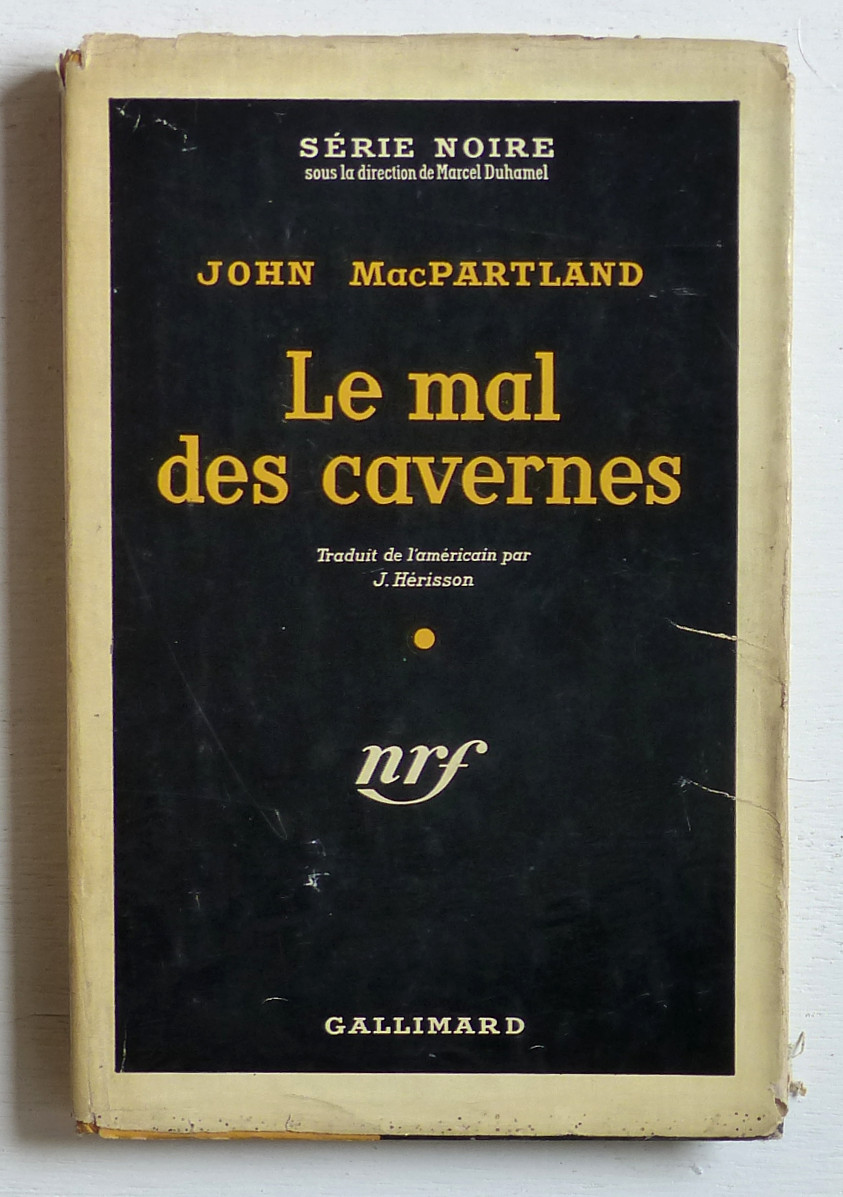 SÉRIE NOIRE
sous la direction de Marcel Duhamel
JOHN MacPARTLAND
Le mal
des cavernes
Traduit de l'américain par
J. Hérisson
nrf
GALLIMARD